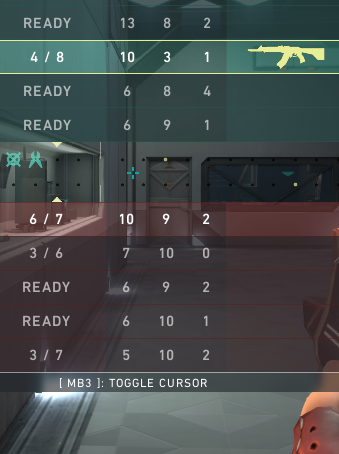 READY 13 8 2
4 / 8 10 3 1
READY 6 8 4
READY 6 9 1
6 / 7 10 9 2
3 / 6 7 10 0
READY 6 9 2
READY 6 10 1
3 / 7 5 10 2
[ MB3 ]: TOGGLE CURSOR